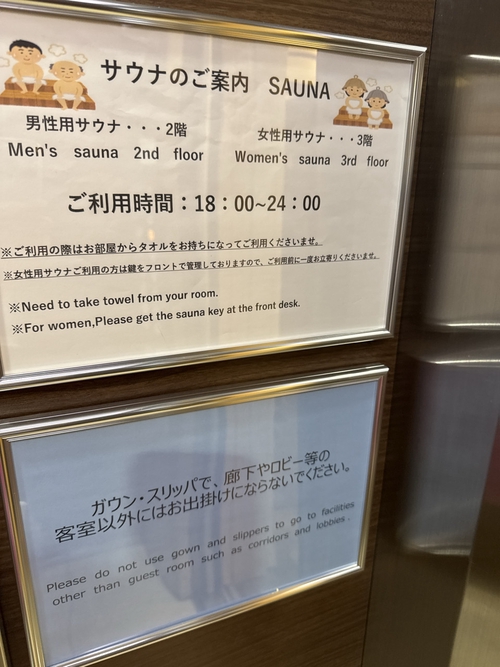 サウナのご案内　SAUNA
男性用サウナ・・・2階
Men's sauna 2nd floor
女性用サウナ・・・3階
Women's sauna 3rd floor
ご利用時間：18：00~24：00
※ご利用の際はお部屋からタオルをお持ちになってご利用くださいませ。
※女性用サウナご利用の方は鍵をフロントで管理しておりますので、ご利用前に一度お立寄りくださいませ。
※Need to take towel from your room.
※For women,Please get the sauna key at the front desk.
ガウン・スリッパで、廊下やロビー等の
客室以外にはお出掛けにならないでください。
Please do not use gown and slippers to go to facilities
other than guest room such as corridors and lobbies.